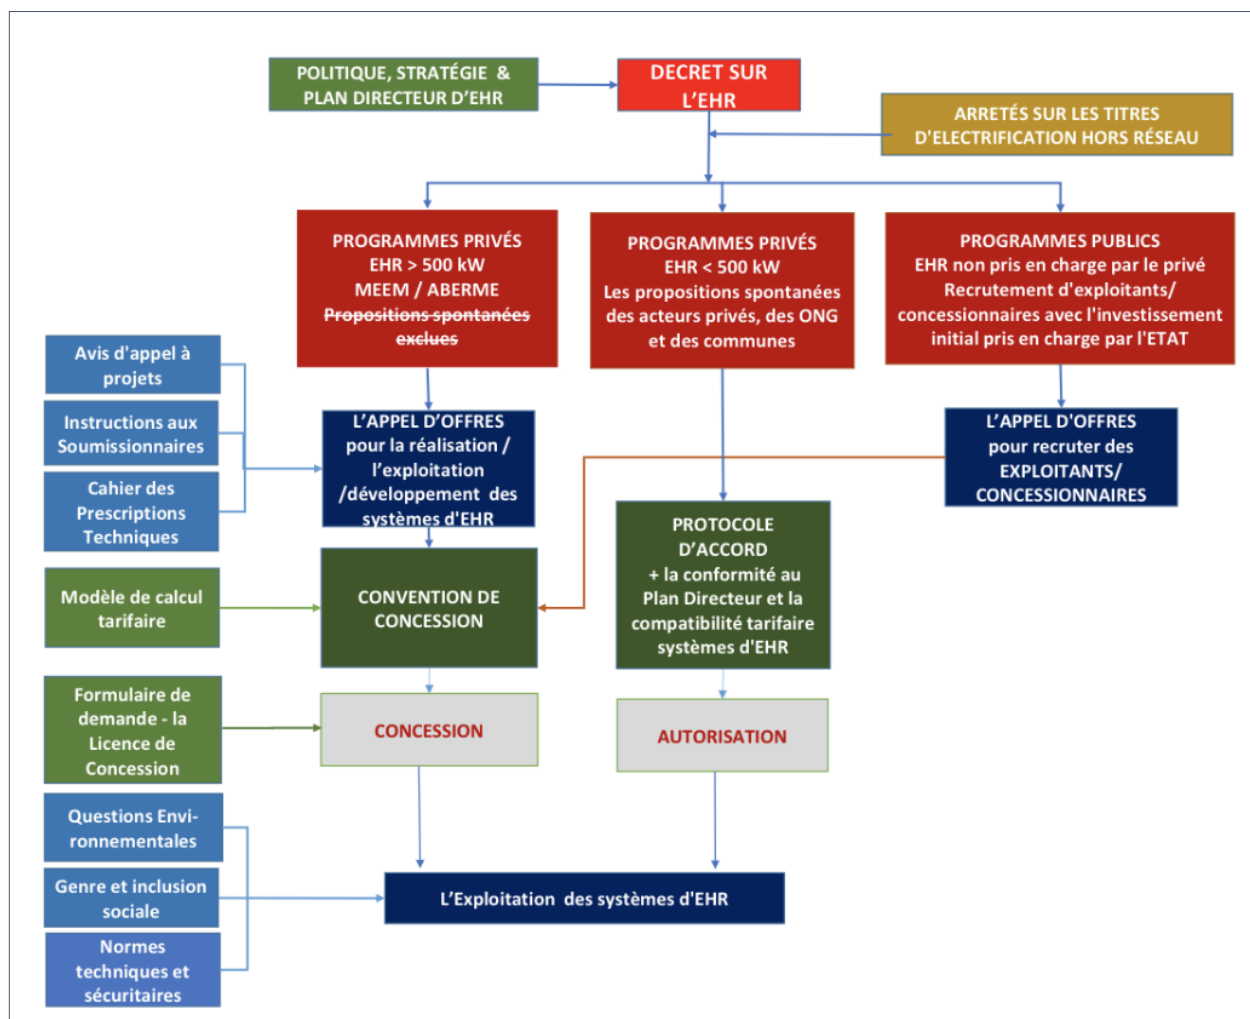 POLITIQUE, STRATÉGIE &
PLAN DIRECTEUR D'EHR
DECRET SUR
L'EHR
ARRETÉS SUR LES TITRES
D'ELECTRIFICATION HORS RÉSEAU
PROGRAMMES PRIVÉS
EHR > 500 kW
MEEM / ABERME
Propositions spontanées
exclues
PROGRAMMES PRIVÉS
EHR < 500 kW
Les propositions spontanées
des acteurs privés, des ONG
et des communes
PROGRAMMES PUBLICS
EHR non pris en charge par le privé
Recrutement d'exploitants/
concessionnaires avec l'investissement
initial pris en charge par l'ETAT
Avis d'appel à
projets
Instructions aux
Soumissionnaires
Cahier des
Prescriptions
Techniques
L'APPEL D'OFFRES
pour la réalisation /
l'exploitation
/développement des
systèmes d'EHR
L'APPEL D'OFFRES
pour recruter des
EXPLOITANTS/
CONCESSIONNAIRES
PROTOCOLE
D'ACCORD
+ la conformité au
Plan Directeur et la
compatibilité tarifaire
systèmes d'EHR
Modèle de calcul
tarifaire
CONVENTION DE
CONCESSION
Formulaire de
demande - la
Licence de
Concession
CONCESSION
AUTORISATION
Questions Envi-
ronnementales
Genre et inclusion
sociale
Normes
techniques et
sécuritaires
L'Exploitation des systèmes d'EHR